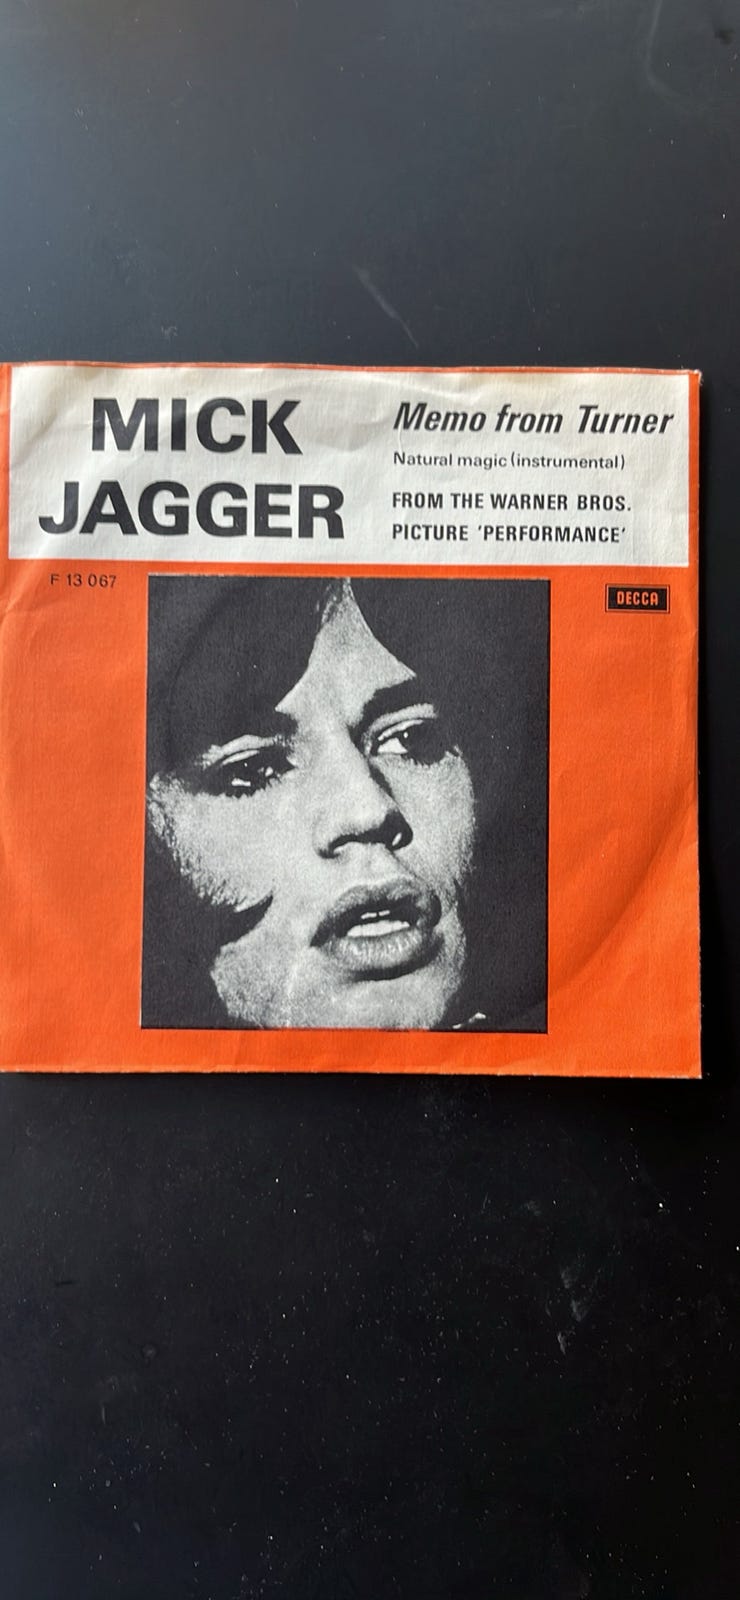 MICK
JAGGER
Memo from Turner
Natural magic (instrumental)
FROM THE WARNER BROS.
PICTURE ‘PERFORMANCE‘
F 13 067
DECCA